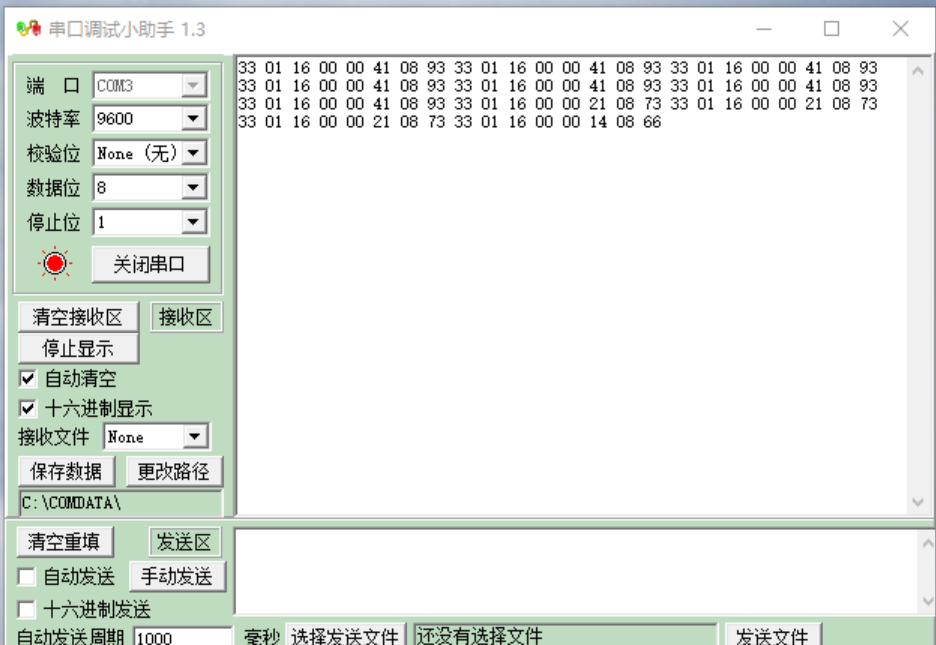 串口调试小助手 1.3
端 口 COM3
波特率 9600
校验位 None (无)
数据位 8
停止位 1
关闭串口
清空接收区 接收区
停止显示
自动清空
十六进制显示
接收文件 None
保存数据 更改路径
C:\COMDATA\
33 01 16 00 00 41 08 93 33 01 16 00 00 41 08 93 33 01 16 00 00 41 08 93
33 01 16 00 00 41 08 93 33 01 16 00 00 41 08 93 33 01 16 00 00 41 08 93
33 01 16 00 00 41 08 93 33 01 16 00 00 21 08 73 33 01 16 00 00 21 08 73
33 01 16 00 00 21 08 73 33 01 16 00 00 14 08 66
清空重填 发送区
自动发送 手动发送
十六进制发送
自动发送周期 1000 毫秒 选择发送文件 还没有选择文件 发送文件